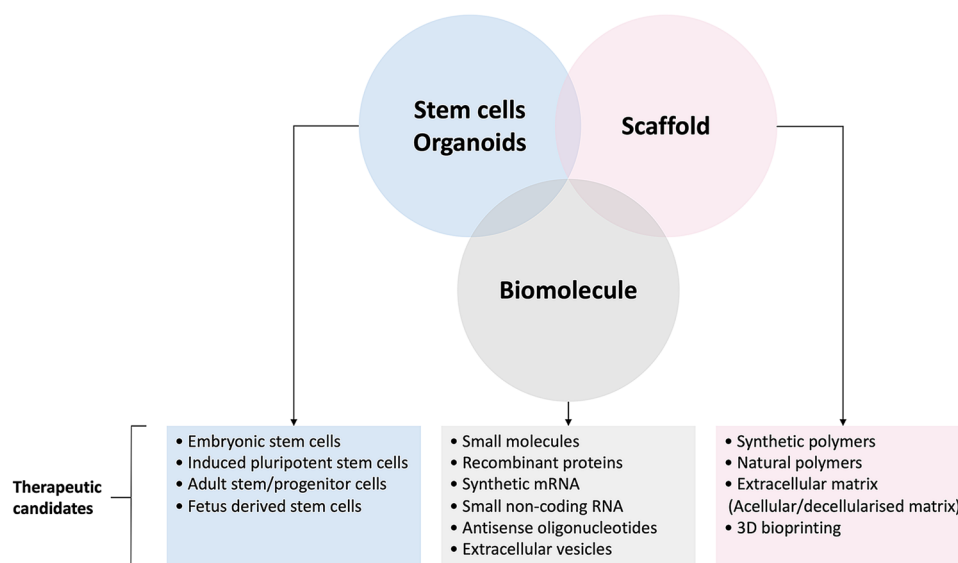 Stem cells
Organoids
Scaffold
Biomolecule
Therapeutic
candidates
• Embryonic stem cells
• Induced pluripotent stem cells
• Adult stem/progenitor cells
• Fetus derived stem cells
• Small molecules
• Recombinant proteins
• Synthetic mRNA
• Small non-coding RNA
• Antisense oligonucleotides
• Extracellular vesicles
• Synthetic polymers
• Natural polymers
• Extracellular matrix
(Acellular/decellularised matrix)
• 3D bioprinting